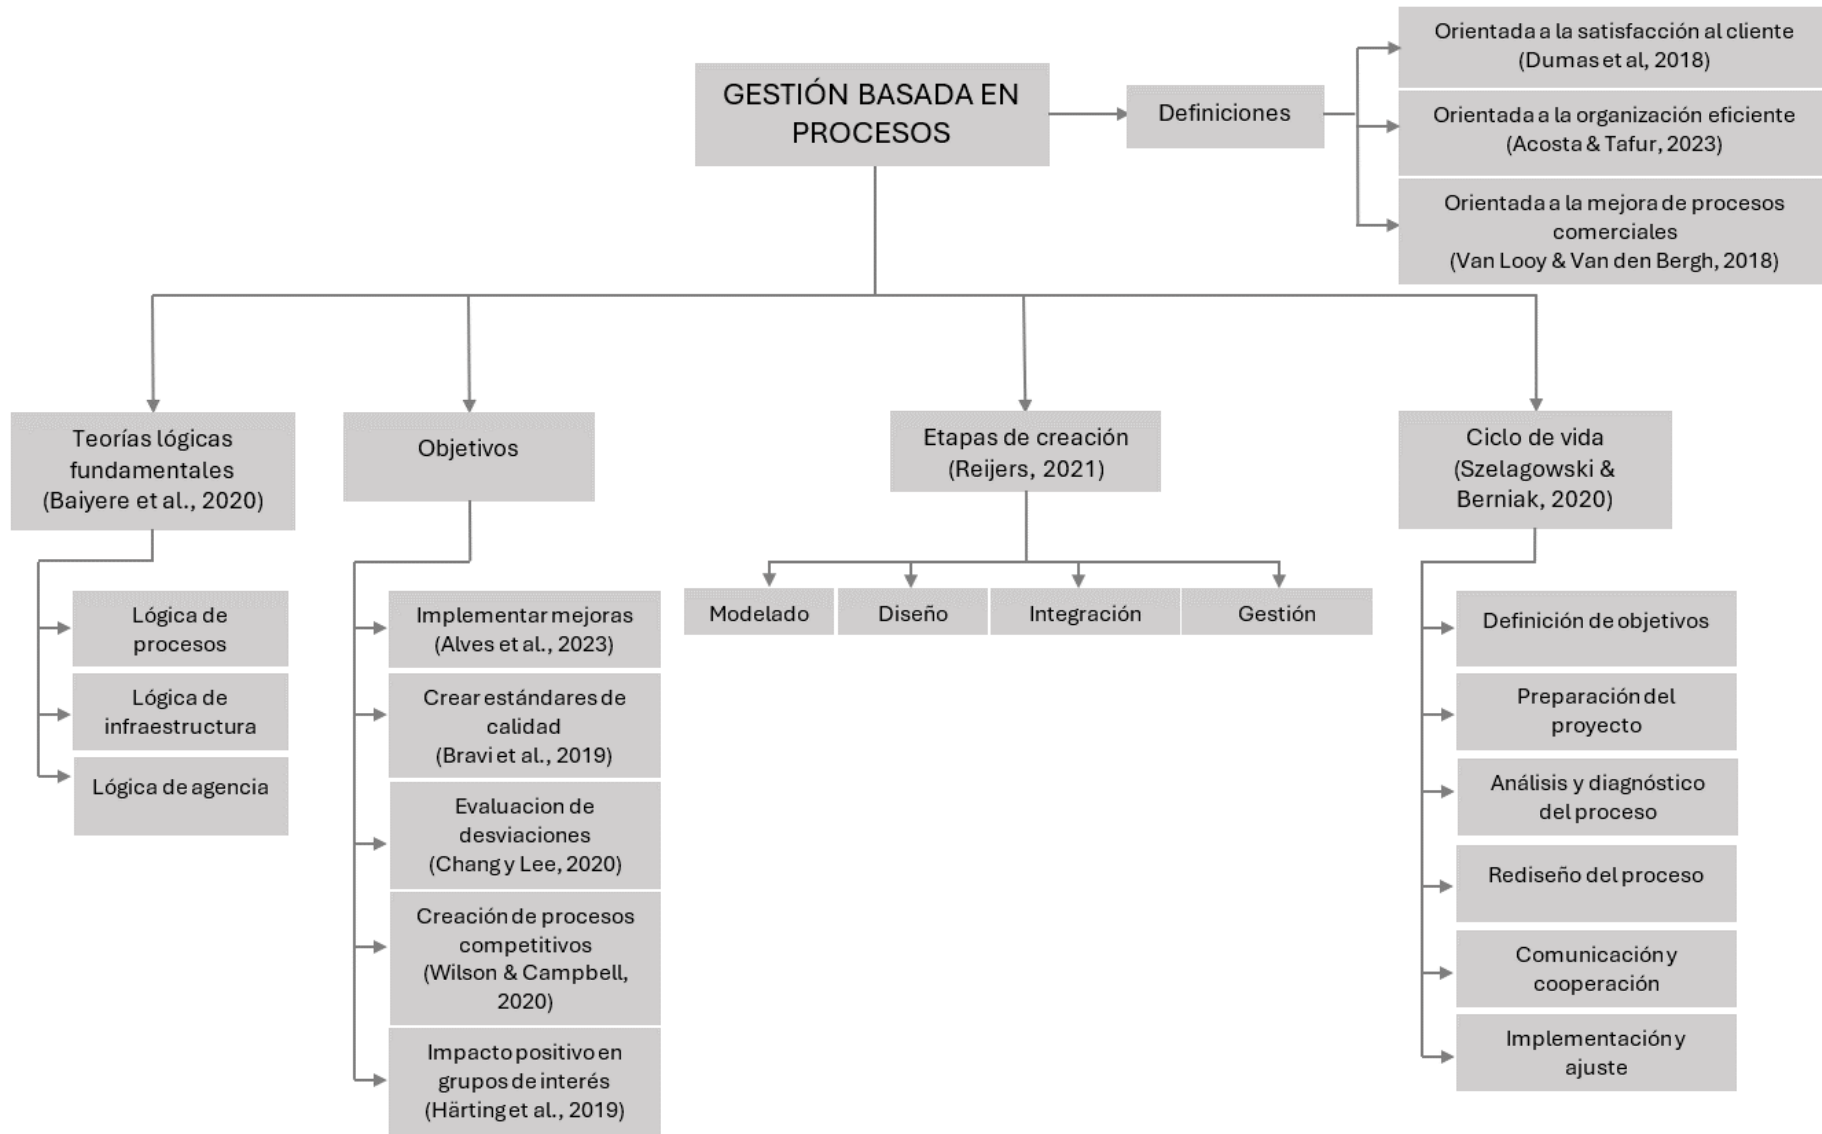 GESTIÓN BASADA EN
PROCESOS
Definiciones
Orientada a la satisfacción al cliente
(Dumas et al, 2018)
Orientada a la organización eficiente
(Acosta & Tafur, 2023)
Orientada a la mejora de procesos
comerciales
(Van Looy & Van den Bergh, 2018)
Teorías lógicas
fundamentales
(Baiyere et al., 2020)
Lógica de
procesos
Lógica de
infraestructura
Lógica de agencia
Objetivos
Implementar mejoras
(Alves et al., 2023)
Crear estándares de
calidad
(Bravi et al., 2019)
Evaluacion de
desviaciones
(Chang y Lee, 2020)
Creación de procesos
competitivos
(Wilson & Campbell,
2020)
Impacto positivo en
grupos de interés
(Härting et al., 2019)
Etapas de creación
(Reijers, 2021)
Modelado
Diseño
Integración
Gestión
Ciclo de vida
(Szelagowski &
Berniak, 2020)
Definición de objetivos
Preparación del
proyecto
Análisis y diagnóstico
del proceso
Rediseño del proceso
Comunicación y
cooperación
Implementación y
ajuste